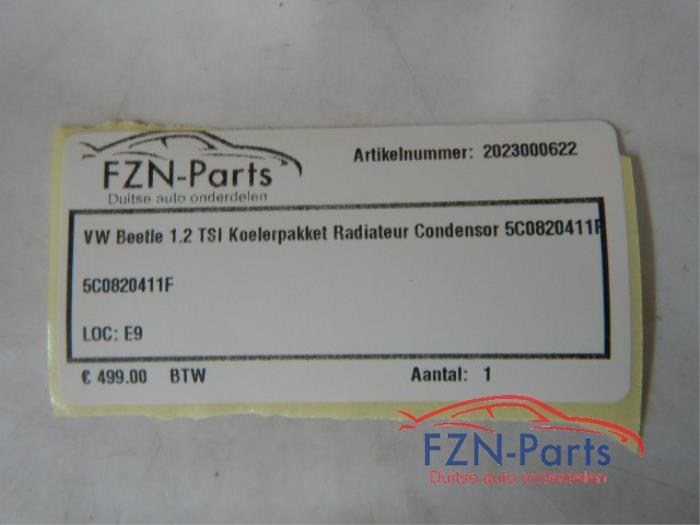 FZN-Parts
Duitse auto onderdelen
Artikelnummer: 2023000622
VW Beetle 1.2 TSI Koelerpakket Radiateur Condensor 5C0820411F
5C0820411F
LOC: E9
€ 499.00 BTW
Aantal: 1
FZN-Parts
Duitse auto onderdelen